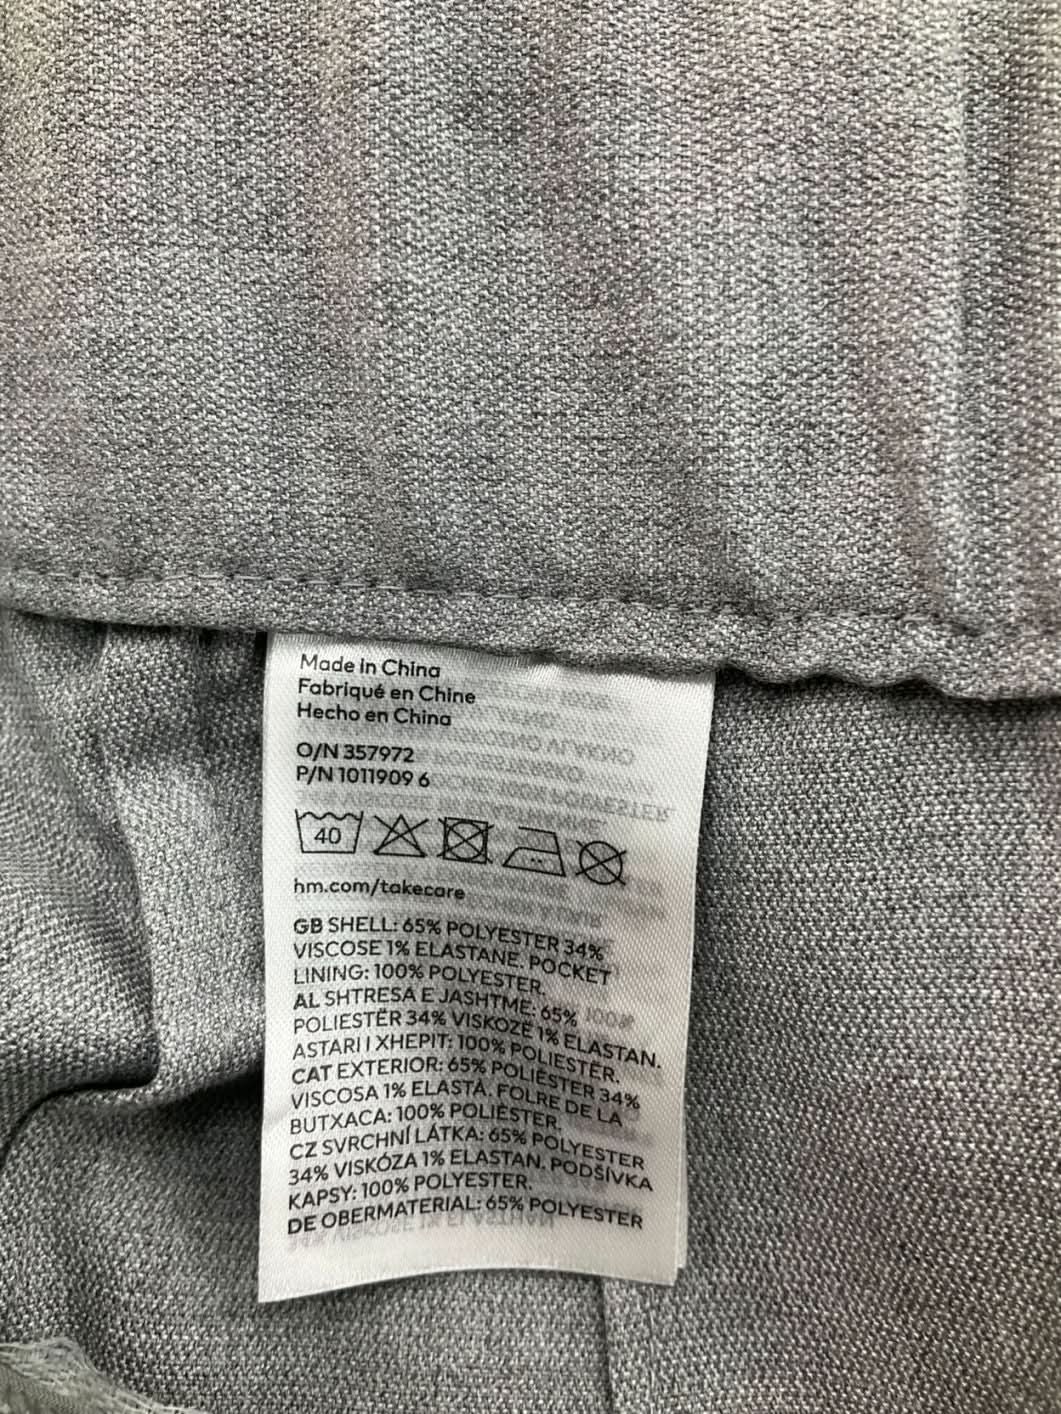 Made in China
Fabriqué en Chine
Hecho en China
O/N 357972
P/N 1011909 6
40
hm.com/takecare
GB SHELL: 65% POLYESTER 34%
VISCOSE 1% ELASTANE. POCKET
LINING: 100% POLYESTER.
AL SHTRESA E JASHTME: 65%
POLIESTËR 34% VISKOZË 1% ELASTAN.
ASTARI I XHEPIT: 100% POLIESTËR.
CAT EXTERIOR: 65% POLIÈSTER 34%
VISCOSA 1% ELASTÀ. FOLRE DE LA
BUTXACA: 100% POLIÈSTER.
CZ SVRCHNÍ LÁTKA: 65% POLYESTER
34% VISKÓZA 1% ELASTAN. PODŠÍVKA
KAPSY: 100% POLYESTER.
DE OBERMATERIAL: 65% POLYESTER